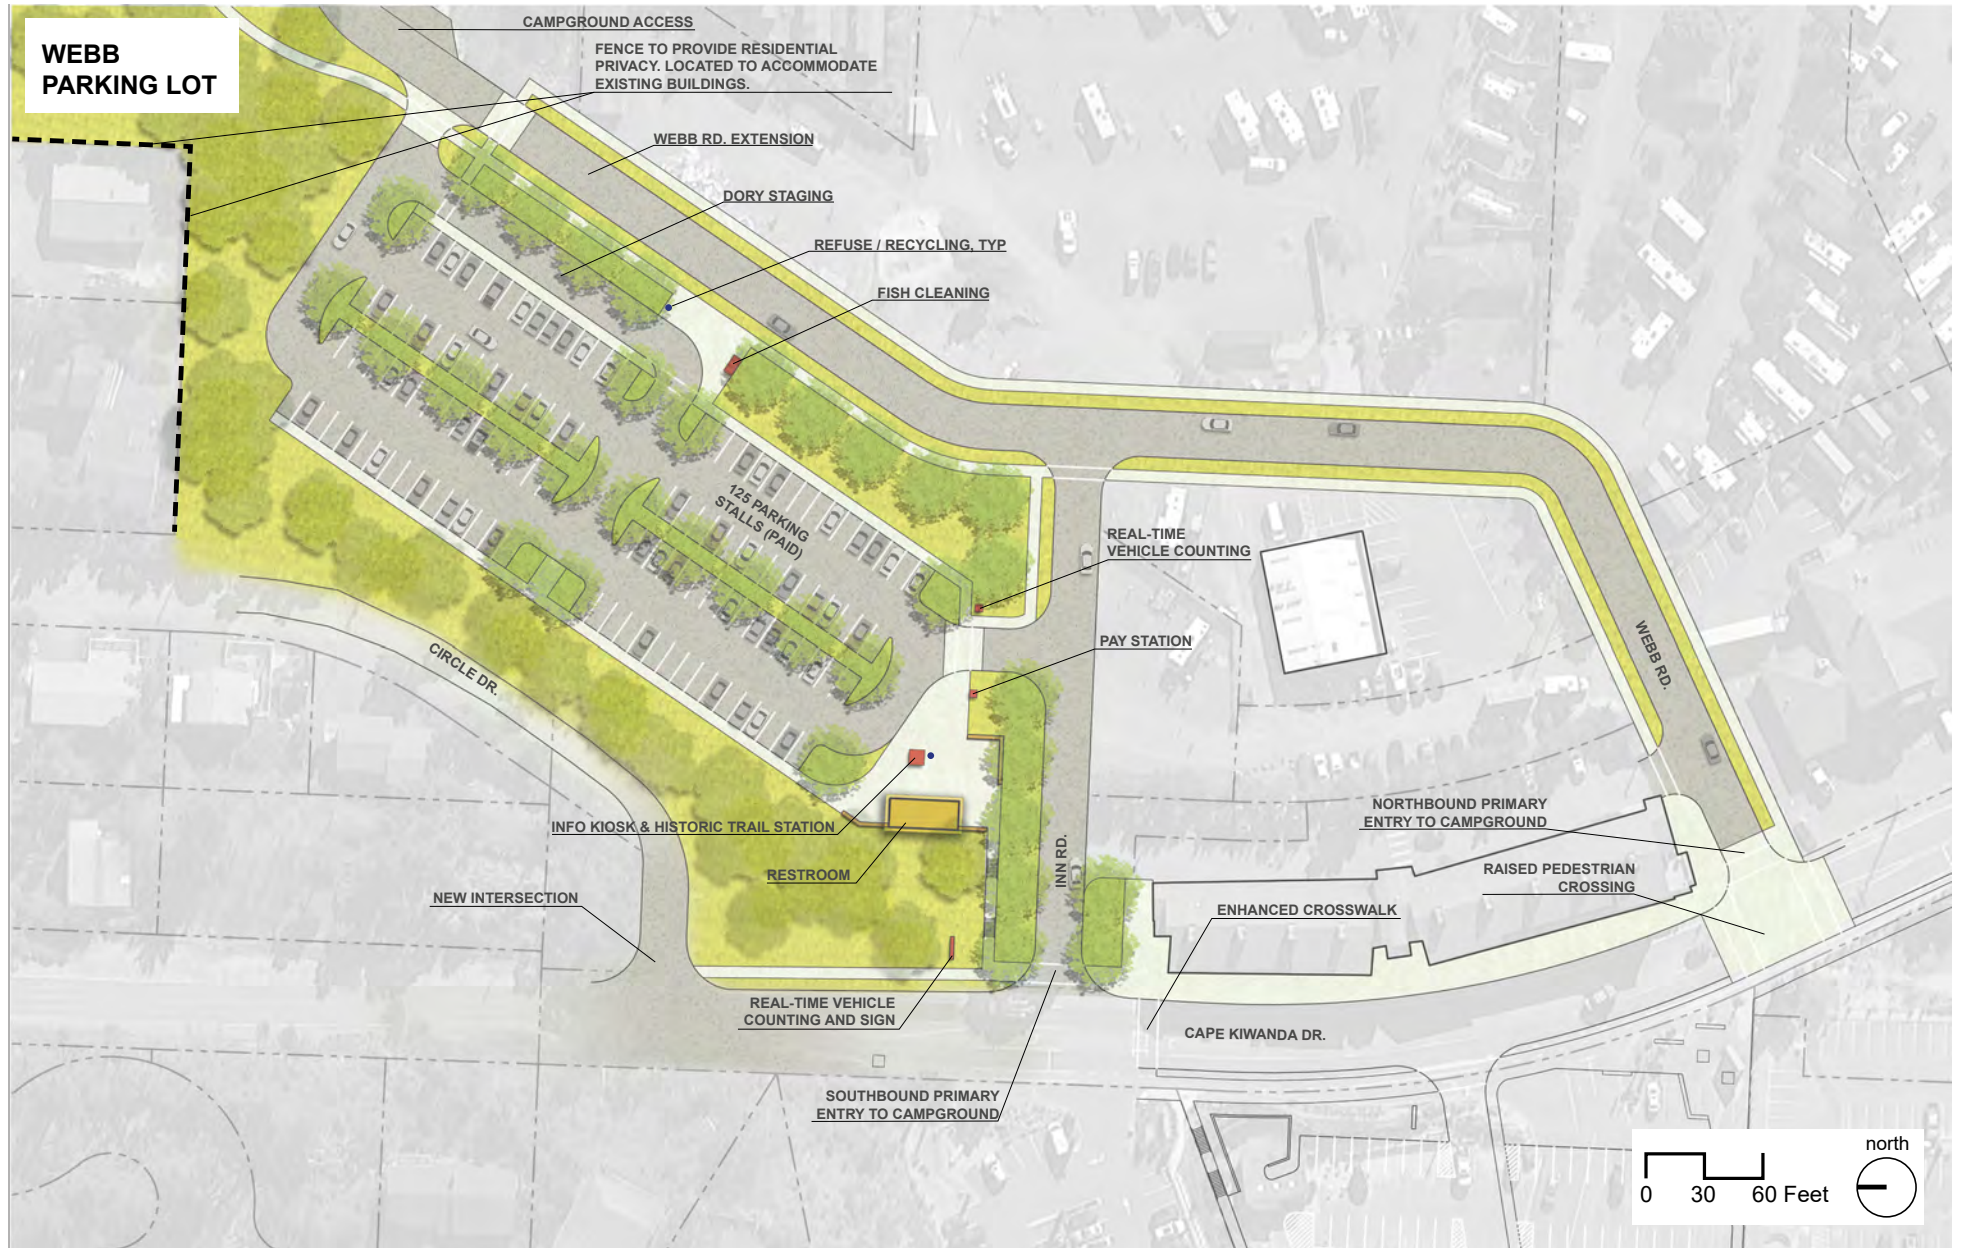 WEBB
PARKING LOT
CAMPGROUND ACCESS
FENCE TO PROVIDE RESIDENTIAL
PRIVACY. LOCATED TO ACCOMMODATE
EXISTING BUILDINGS.
WEBB RD. EXTENSION
DORY STAGING
REFUSE / RECYCLING, TYP
FISH CLEANING
125 PARKING
STALLS (PAID)
REAL-TIME
VEHICLE COUNTING
PAY STATION
WEBB RD.
CIRCLE DR.
INFO KIOSK & HISTORIC TRAIL STATION
RESTROOM
INN RD.
NORTHBOUND PRIMARY
ENTRY TO CAMPGROUND
RAISED PEDESTRIAN
CROSSING
NEW INTERSECTION
ENHANCED CROSSWALK
REAL-TIME VEHICLE
COUNTING AND SIGN
CAPE KIWANDA DR.
SOUTHBOUND PRIMARY
ENTRY TO CAMPGROUND
north
0 30 60 Feet